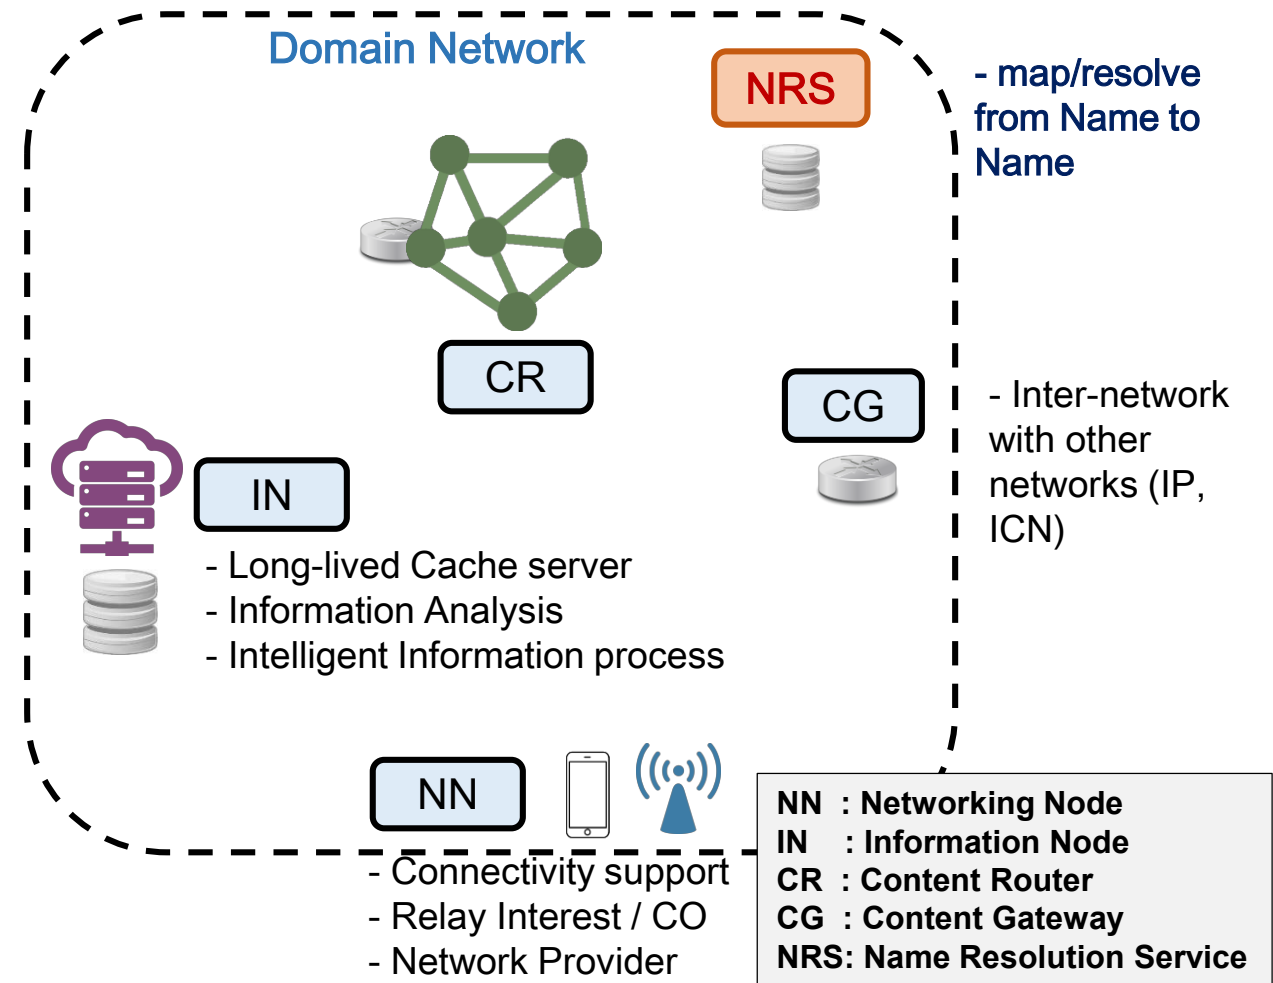 Domain Network
NRS
- map/resolve
from Name to
Name
CR
CG
- Inter-network
with other
networks (IP,
ICN)
IN
- Long-lived Cache server
- Information Analysis
- Intelligent Information process
NN
- Connectivity support
- Relay Interest / CO
- Network Provider
NN : Networking Node
IN : Information Node
CR : Content Router
CG : Content Gateway
NRS: Name Resolution Service